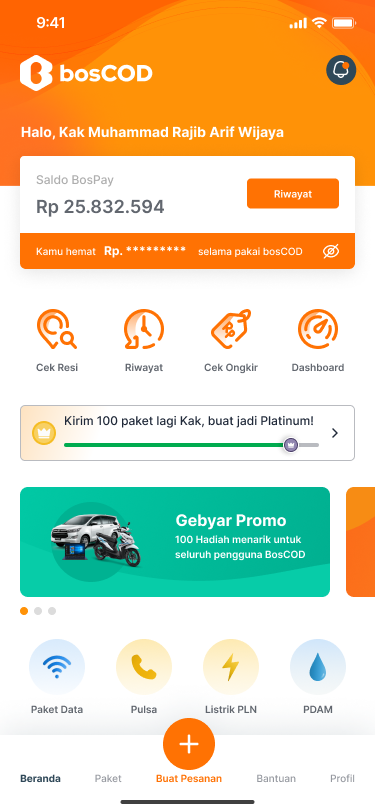 9:41
bosCOD
Halo, Kak Muhammad Rajib Arif Wijaya
Saldo BosPay
Rp 25.832.594
Riwayat
Kamu hemat Rp. ********* selama pakai bosCOD
Cek Resi
Riwayat
Cek Ongkir
Dashboard
Kirim 100 paket lagi Kak, buat jadi Platinum!
Gebyar Promo
100 Hadiah menarik untuk
seluruh pengguna BosCOD
Paket Data
Pulsa
Listrik PLN
PDAM
Beranda
Paket
Buat Pesanan
Bantuan
Profil